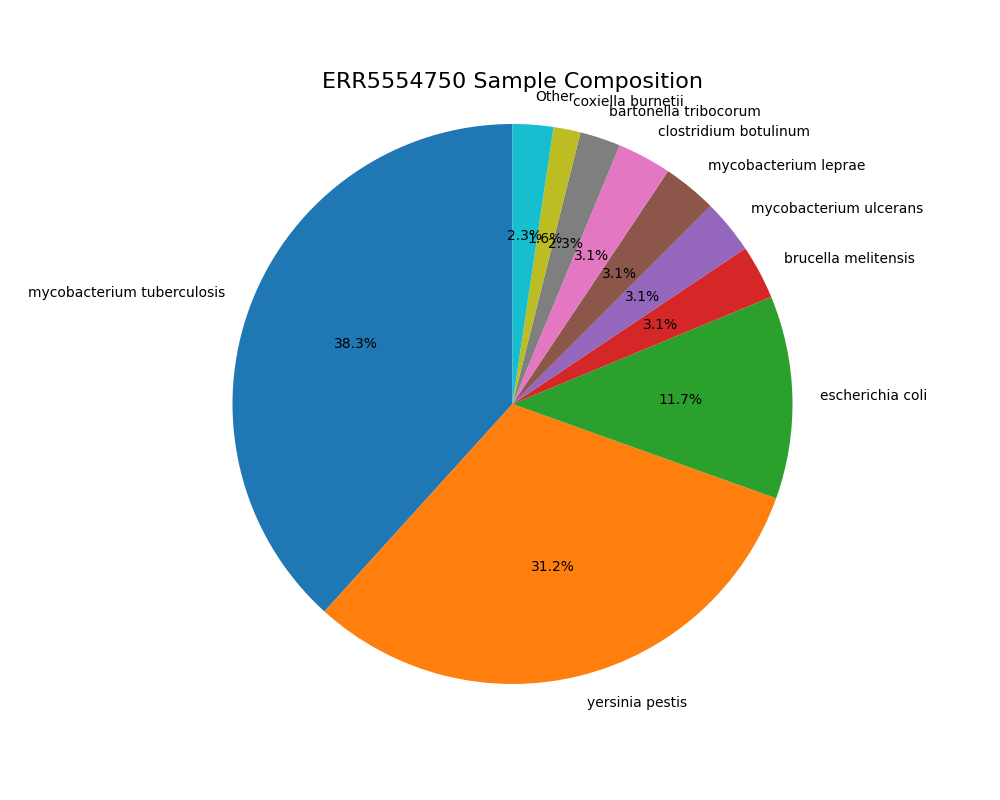 ERR5554750 Sample Composition
Other
coxiella burnetii
bartonella tribocorum
clostridium botulinum
mycobacterium leprae
mycobacterium ulcerans
brucella melitensis
escherichia coli
yersinia pestis
mycobacterium tuberculosis
2.3%
1.6%
2.3%
3.1%
3.1%
3.1%
3.1%
11.7%
31.2%
38.3%